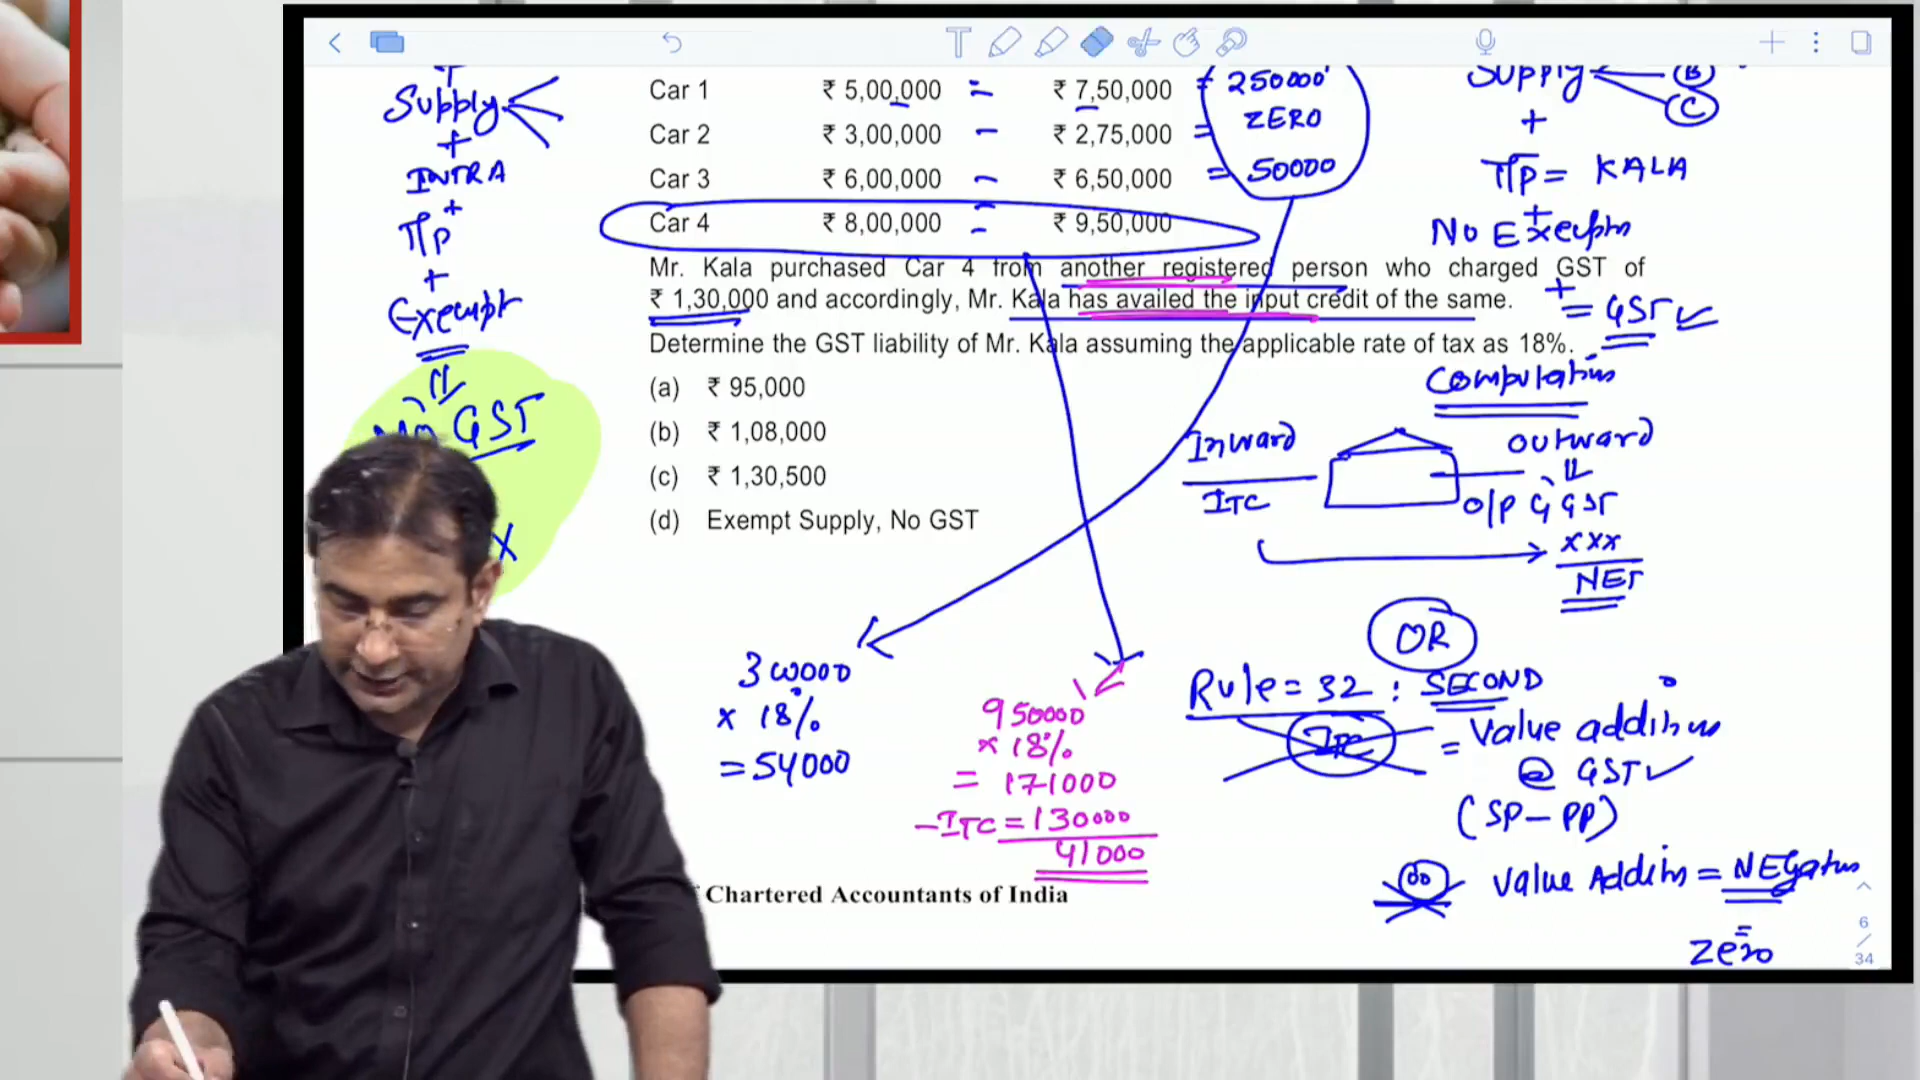 Supply
+
INTRA
+
TP
+
Exempt
GST
X
Car 1 ₹ 5,00,000 = ₹ 7,50,000 = 250000
Car 2 ₹ 3,00,000 - ₹ 2,75,000 = ZERO
Car 3 ₹ 6,00,000 - ₹ 6,50,000 = 50000
Car 4 ₹ 8,00,000 = ₹ 9,50,000
Mr. Kala purchased Car 4 from another registered person who charged GST of
₹ 1,30,000 and accordingly, Mr. Kala has availed the input credit of the same.
Determine the GST liability of Mr. Kala assuming the applicable rate of tax as 18%.
(a) ₹ 95,000
(b) ₹ 1,08,000
(c) ₹ 1,30,500
(d) Exempt Supply, No GST
300000
x 18%
= 54000
950000
x 18%
= 171000
- ITC = 130000
41000
Chartered Accountants of India
Supply
B
C
+
TP = KALA
+
No Exemptn
+
= GST ✓
Computation
Inward
ITC
Outward
O/P G GST
xxx
NET
OR
Rule = 32 : SECOND
= Value addition
@ GST ✓
(SP - PP)
Value Addition = NEGative
=
Zero
6
/
34